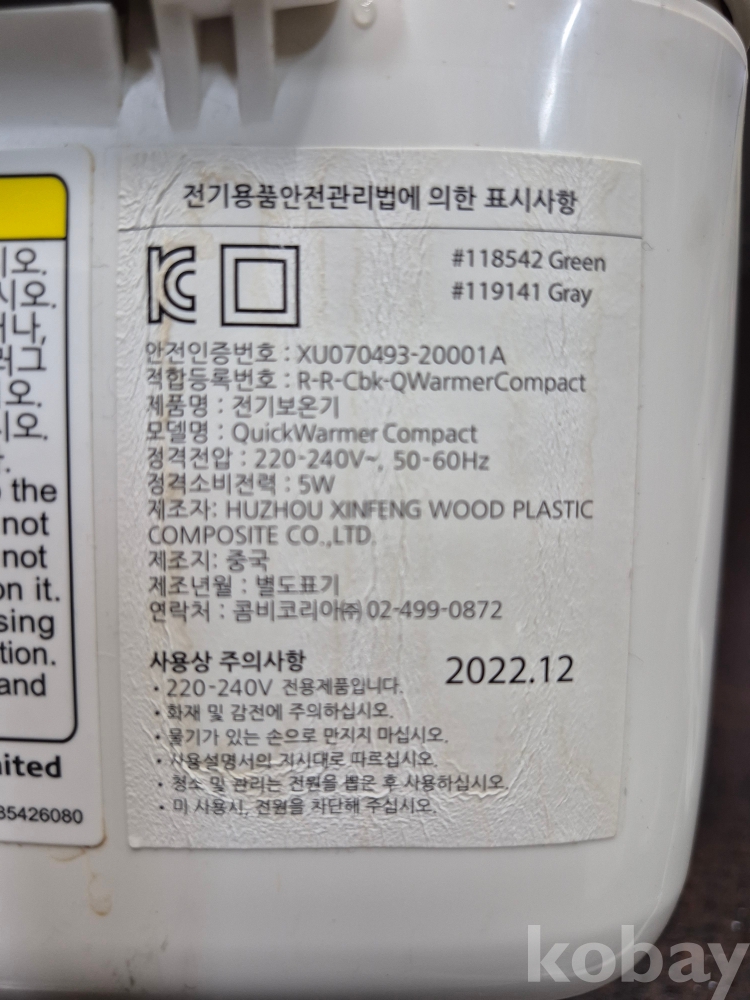 전기용품안전관리법에 의한 표시사항
#118542 Green
#119141 Gray
안전인증번호 : XU070493-20001A
적합등록번호 : R-R-Cbk-QWarmerCompact
제품명 : 전기보온기
모델명 : QuickWarmer Compact
정격전압 : 220-240V~, 50-60Hz
정격소비전력 : 5W
제조자: HUZHOU XINFENG WOOD PLASTIC
COMPOSITE CO.,LTD.
제조지: 중국
제조년월 : 별도표기
연락처 : 콤비코리아㈜ 02-499-0872
사용상 주의사항
2022.12
· 220-240V 전용제품입니다.
· 화재 및 감전에 주의하십시오.
· 물기가 있는 손으로 만지지 마십시오.
· 사용설명서의 지시대로 따르십시오.
· 청소 및 관리는 전원을 뽑은 후 사용하십시오.
· 미 사용시, 전원을 차단해 주십시오.
the
not
not
on it.
and
35426080
kobay